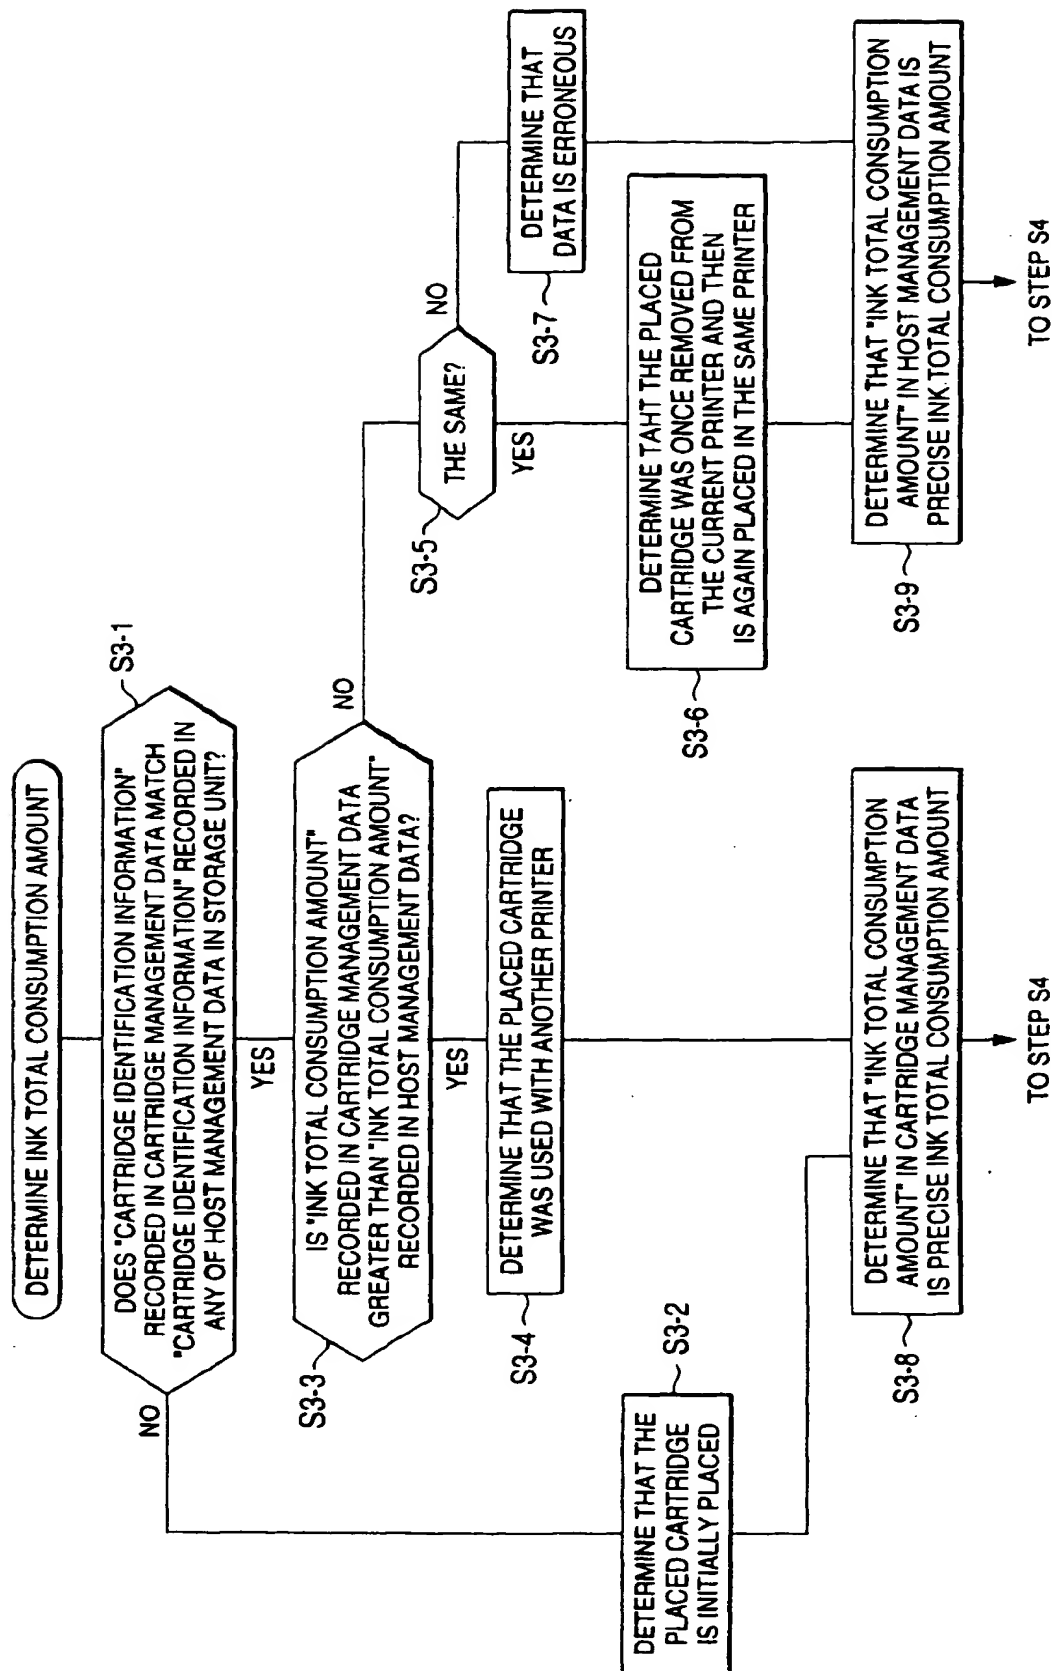 DETERMINE INK TOTAL CONSUMPTION AMOUNT
S3-1
DOES "CARTRIDGE IDENTIFICATION INFORMATION"
RECORDED IN CARTRIDGE MANAGEMENT DATA MATCH
"CARTRIDGE IDENTIFICATION INFORMATION" RECORDED IN
ANY OF HOST MANAGEMENT DATA IN STORAGE UNIT?
NO
YES
S3-3
IS "INK TOTAL CONSUMPTION AMOUNT"
RECORDED IN CARTRIDGE MANAGEMENT DATA
GREATER THAN "INK TOTAL CONSUMPTION AMOUNT"
RECORDED IN HOST MANAGEMENT DATA?
NO
YES
S3-4
DETERMINE THAT THE PLACED CARTRIDGE
WAS USED WITH ANOTHER PRINTER
S3-5
THE SAME?
NO
YES
S3-7
DETERMINE THAT
DATA IS ERRONEOUS
S3-2
DETERMINE THAT THE
PLACED CARTRIDGE
IS INITIALLY PLACED
S3-6
DETERMINE TAHT THE PLACED
CARTRIDGE WAS ONCE REMOVED FROM
THE CURRENT PRINTER AND THEN
IS AGAIN PLACED IN THE SAME PRINTER
S3-8
DETERMINE THAT "INK TOTAL CONSUMPTION
AMOUNT" IN CARTRIDGE MANAGEMENT DATA
IS PRECISE INK TOTAL CONSUMPTION AMOUNT
TO STEP S4
S3-9
DETERMINE THAT "INK TOTAL CONSUMPTION
AMOUNT" IN HOST MANAGEMENT DATA IS
PRECISE INK TOTAL CONSUMPTION AMOUNT
TO STEP S4